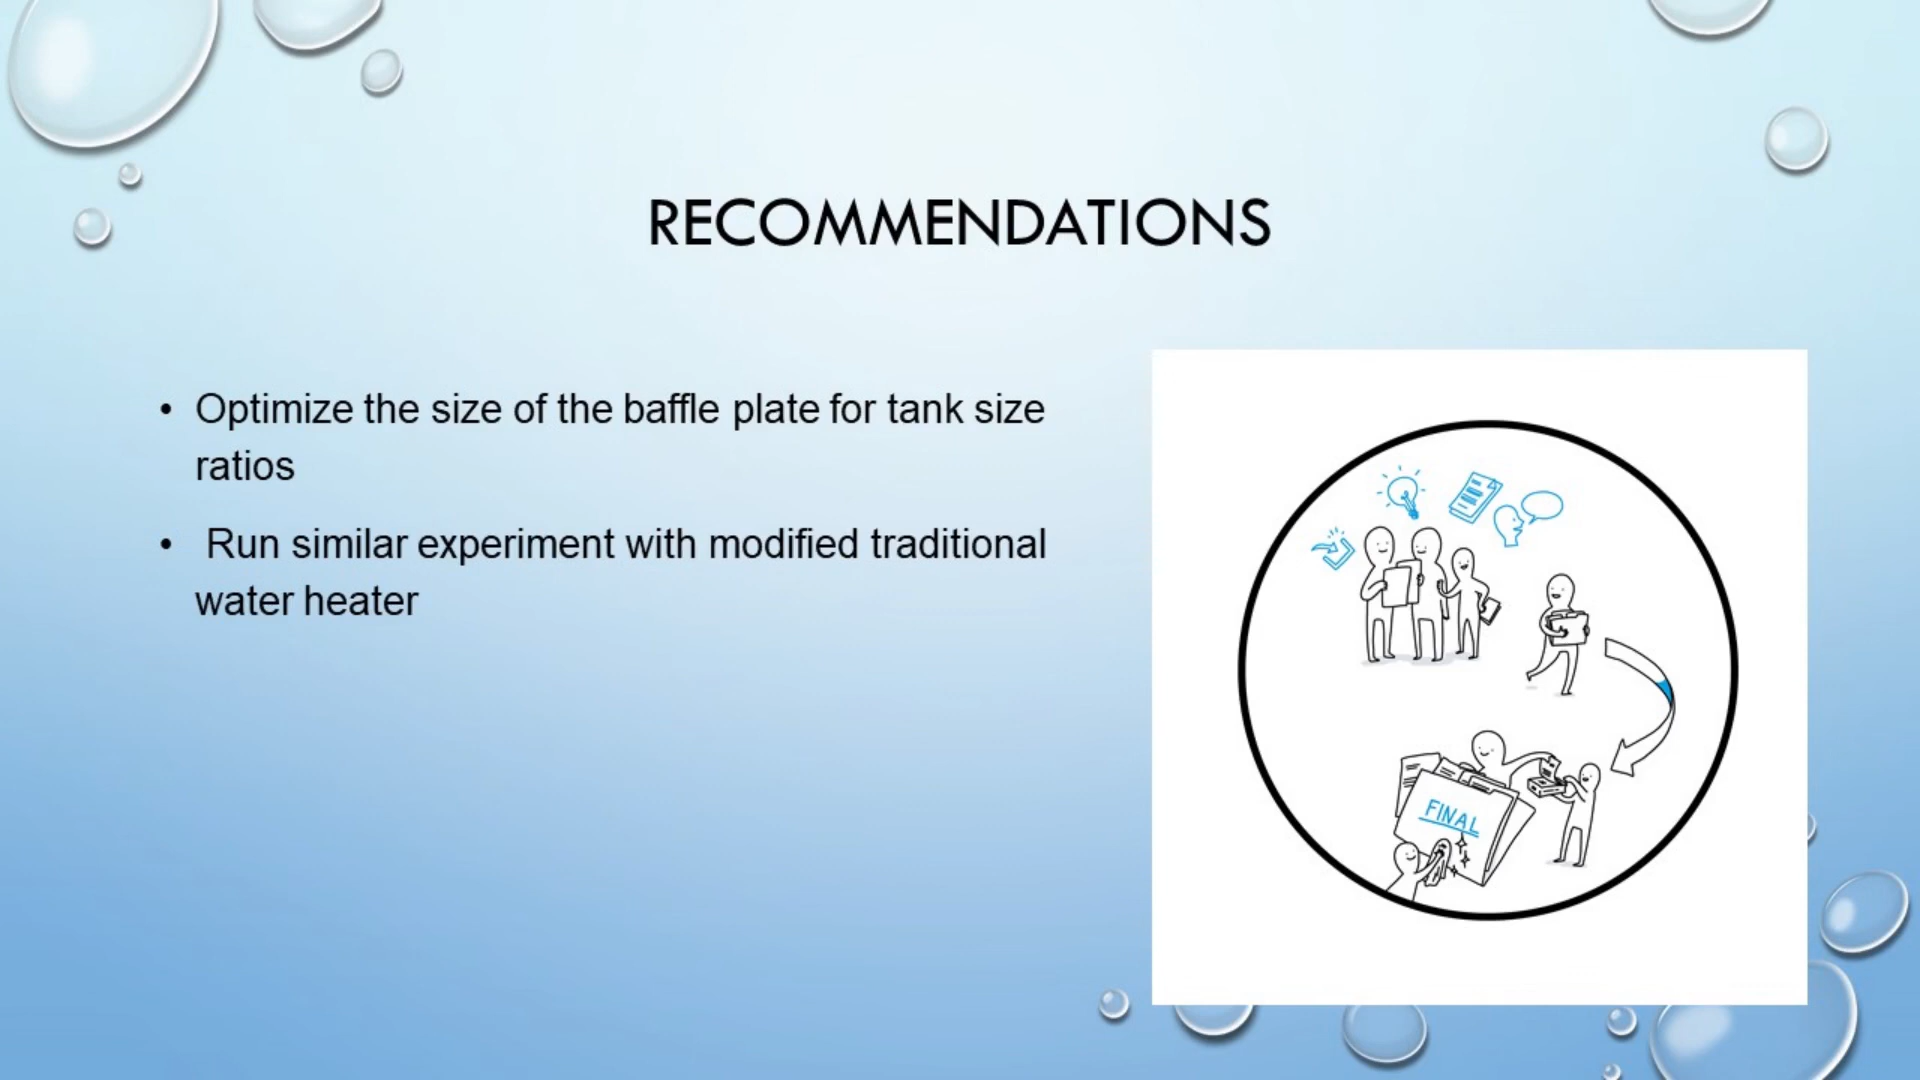 RECOMMENDATIONS
• Optimize the size of the baffle plate for tank size
ratios
• Run similar experiment with modified traditional
water heater
FINAL